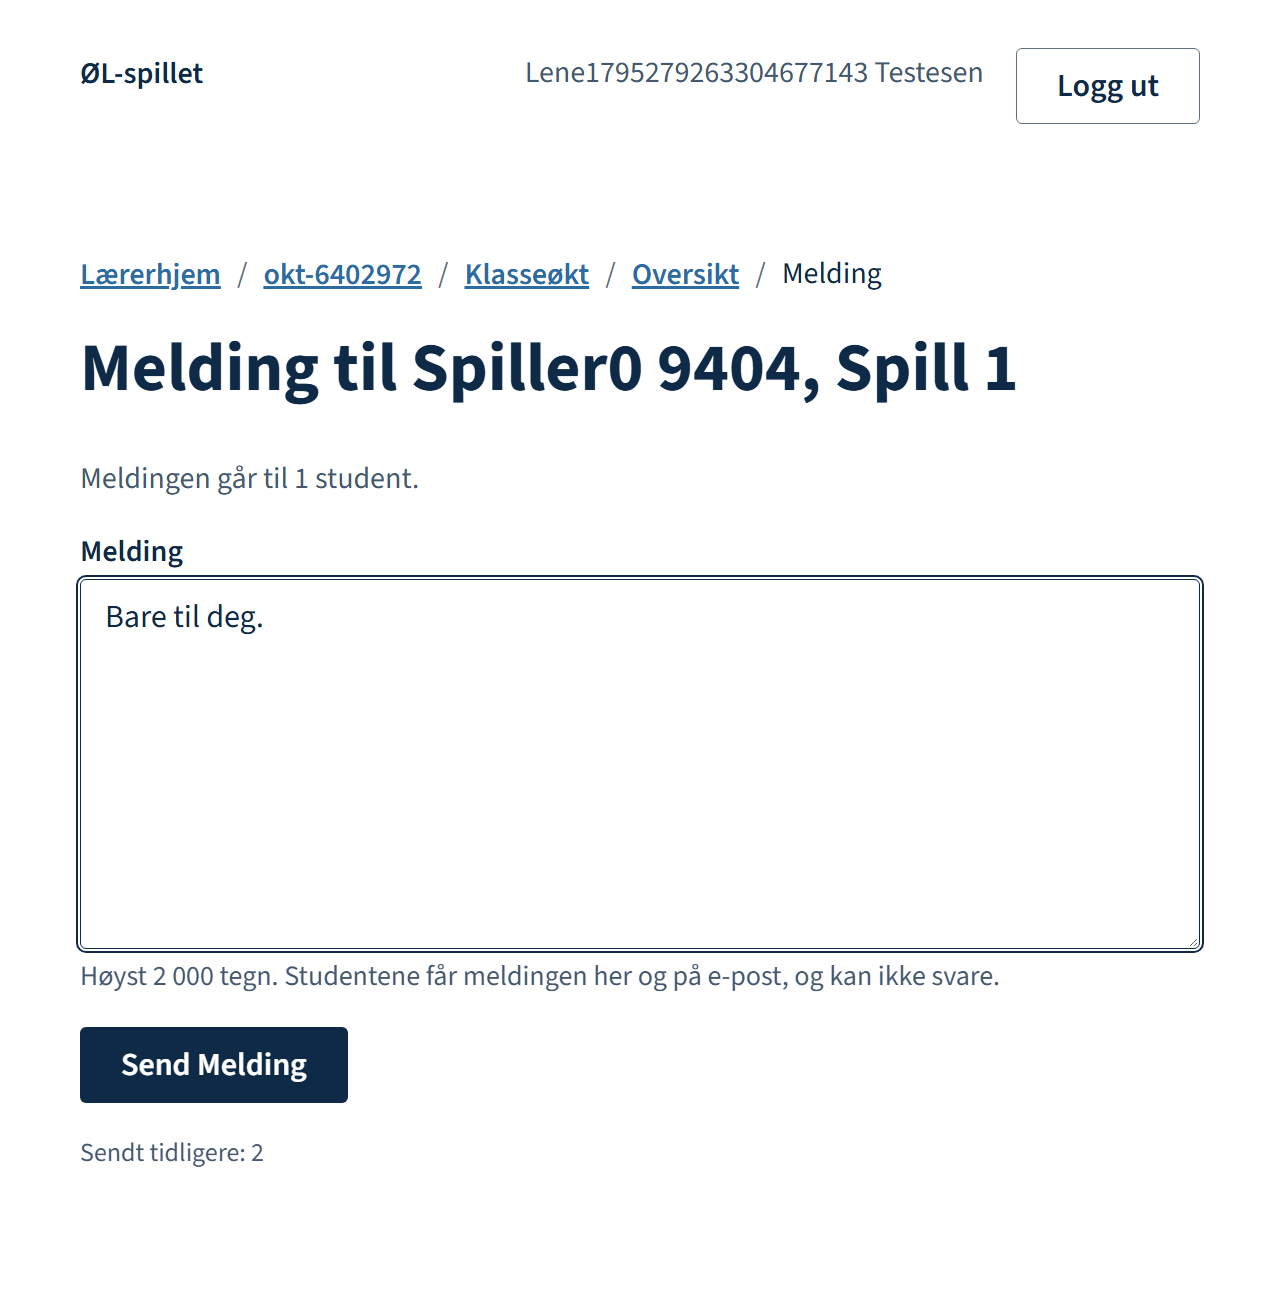 ØL-spillet
Lene1795279263304677143 Testesen
Logg ut
Lærerhjem / okt-6402972 / Klasseøkt / Oversikt / Melding
Melding til Spiller0 9404, Spill 1
Meldingen går til 1 student.
Melding
Bare til deg.
Høyst 2 000 tegn. Studentene får meldingen her og på e-post, og kan ikke svare.
Send Melding
Sendt tidligere: 2